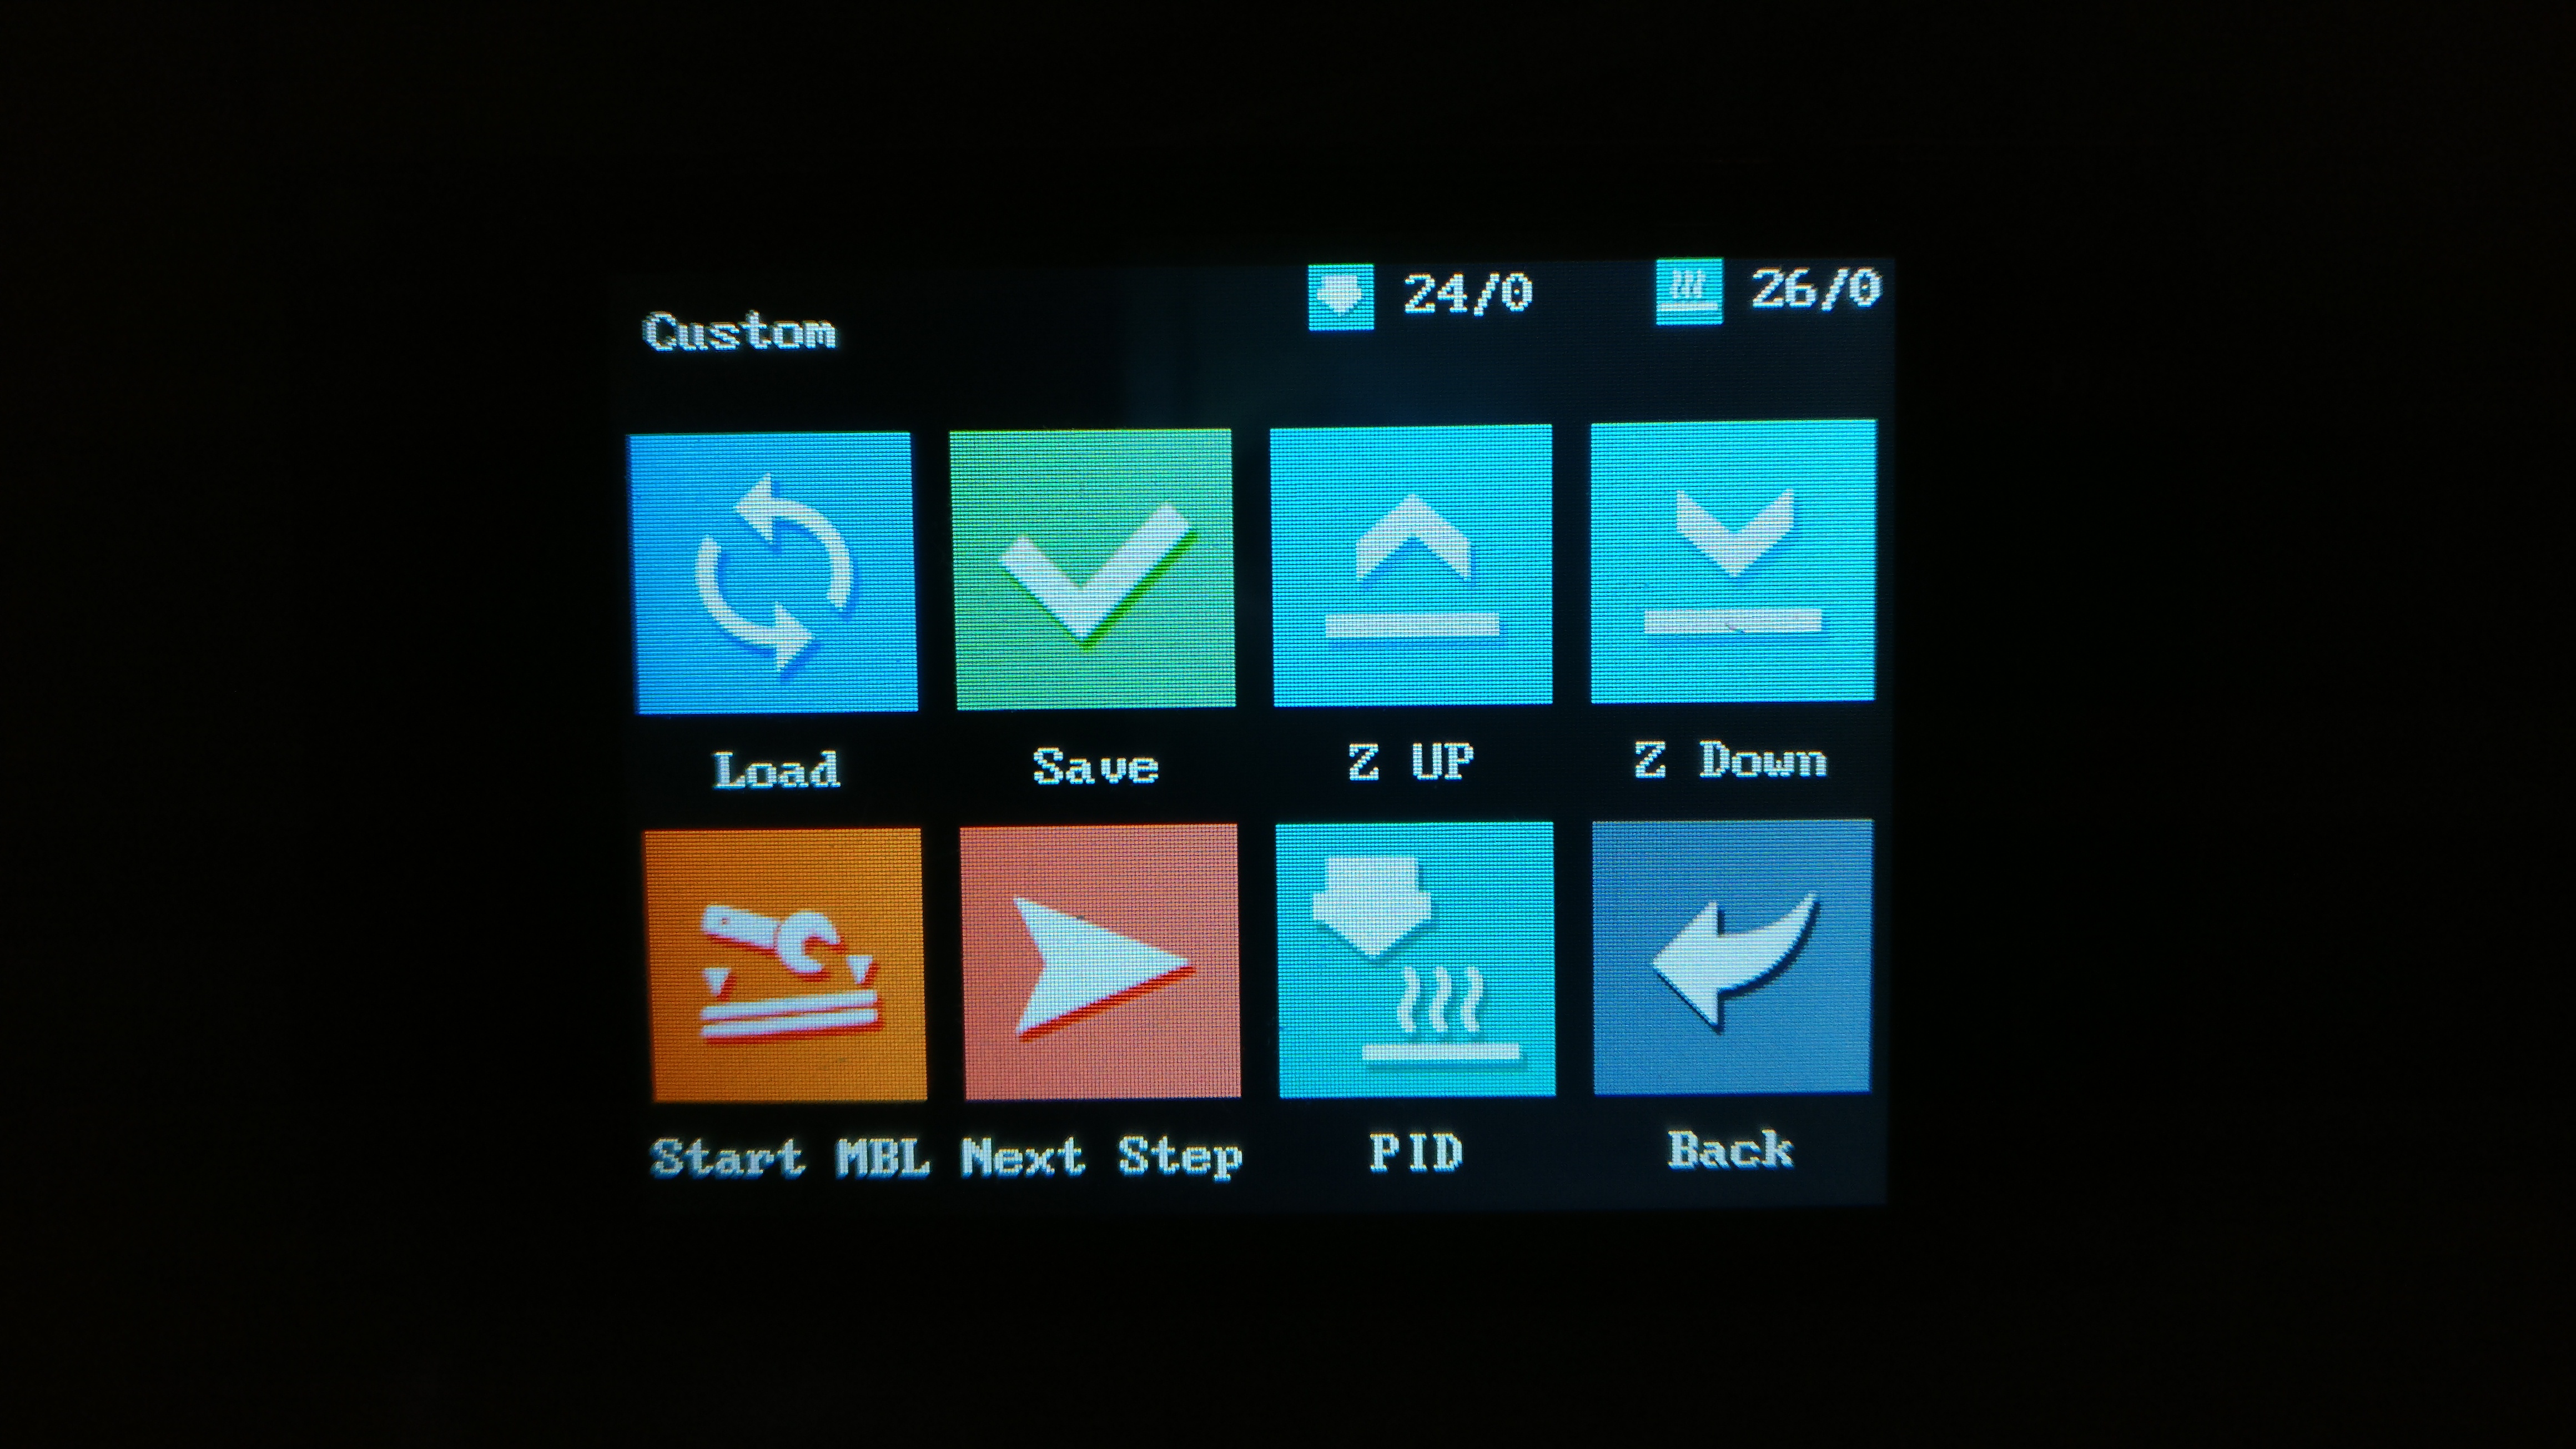 Custom 24/0 26/0
Load Save Z UP Z Down
Start MBL Next Step PID Back